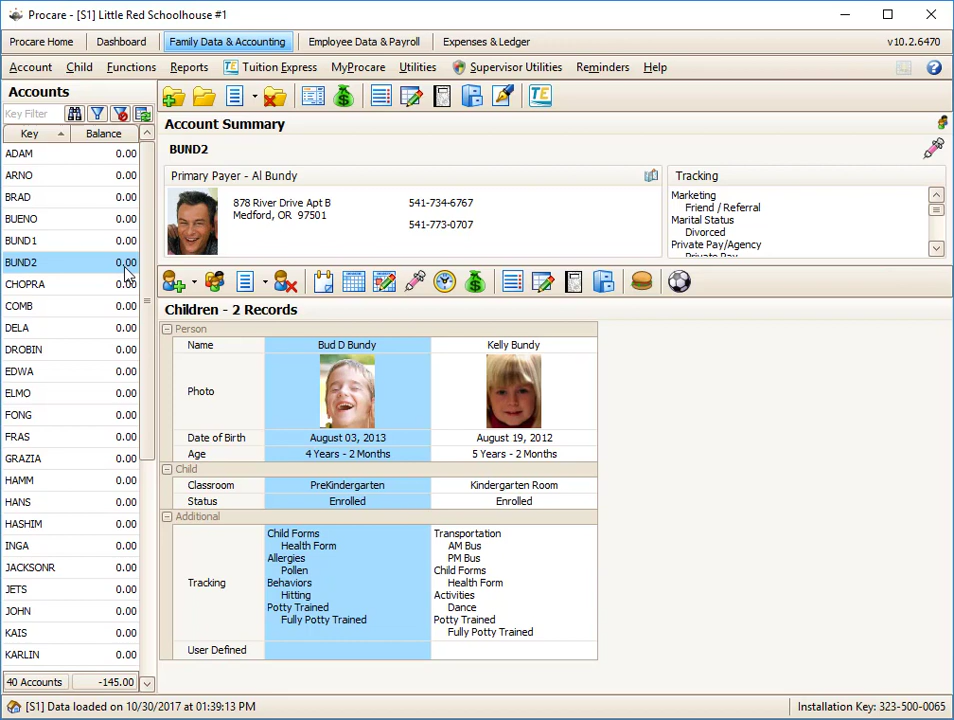 Procare - [S1] Little Red Schoolhouse #1
Procare Home Dashboard Family Data & Accounting Employee Data & Payroll Expenses & Ledger v10.2.6470
Account Child Functions Reports TE Tuition Express MyProcare Utilities Supervisor Utilities Reminders Help ?
Accounts
Key Filter
Key Balance
ADAM 0.00
ARNO 0.00
BRAD 0.00
BUENO 0.00
BUND1 0.00
BUND2 0.00
CHOPRA 0.00
COMB 0.00
DELA 0.00
DROBIN 0.00
EDWA 0.00
ELMO 0.00
FONG 0.00
FRAS 0.00
GRAZIA 0.00
HAMM 0.00
HANS 0.00
HASHIM 0.00
INGA 0.00
JACKSONR 0.00
JETS 0.00
JOHN 0.00
KAIS 0.00
KARLIN 0.00
40 Accounts -145.00
TE
Account Summary
BUND2
Primary Payer - Al Bundy
878 River Drive Apt B 541-734-6767
Medford, OR 97501
541-773-0707
Tracking
Marketing
Friend / Referral
Marital Status
Divorced
Private Pay/Agency
Private Pay
Children - 2 Records
Person
Name Bud D Bundy Kelly Bundy
Photo
Date of Birth August 03, 2013 August 19, 2012
Age 4 Years - 2 Months 5 Years - 2 Months
Child
Classroom PreKindergarten Kindergarten Room
Status Enrolled Enrolled
Additional
Tracking
Child Forms
Health Form
Allergies
Pollen
Behaviors
Hitting
Potty Trained
Fully Potty Trained
Transportation
AM Bus
PM Bus
Child Forms
Health Form
Activities
Dance
Potty Trained
Fully Potty Trained
User Defined
[S1] Data loaded on 10/30/2017 at 01:39:13 PM Installation Key: 323-500-0065